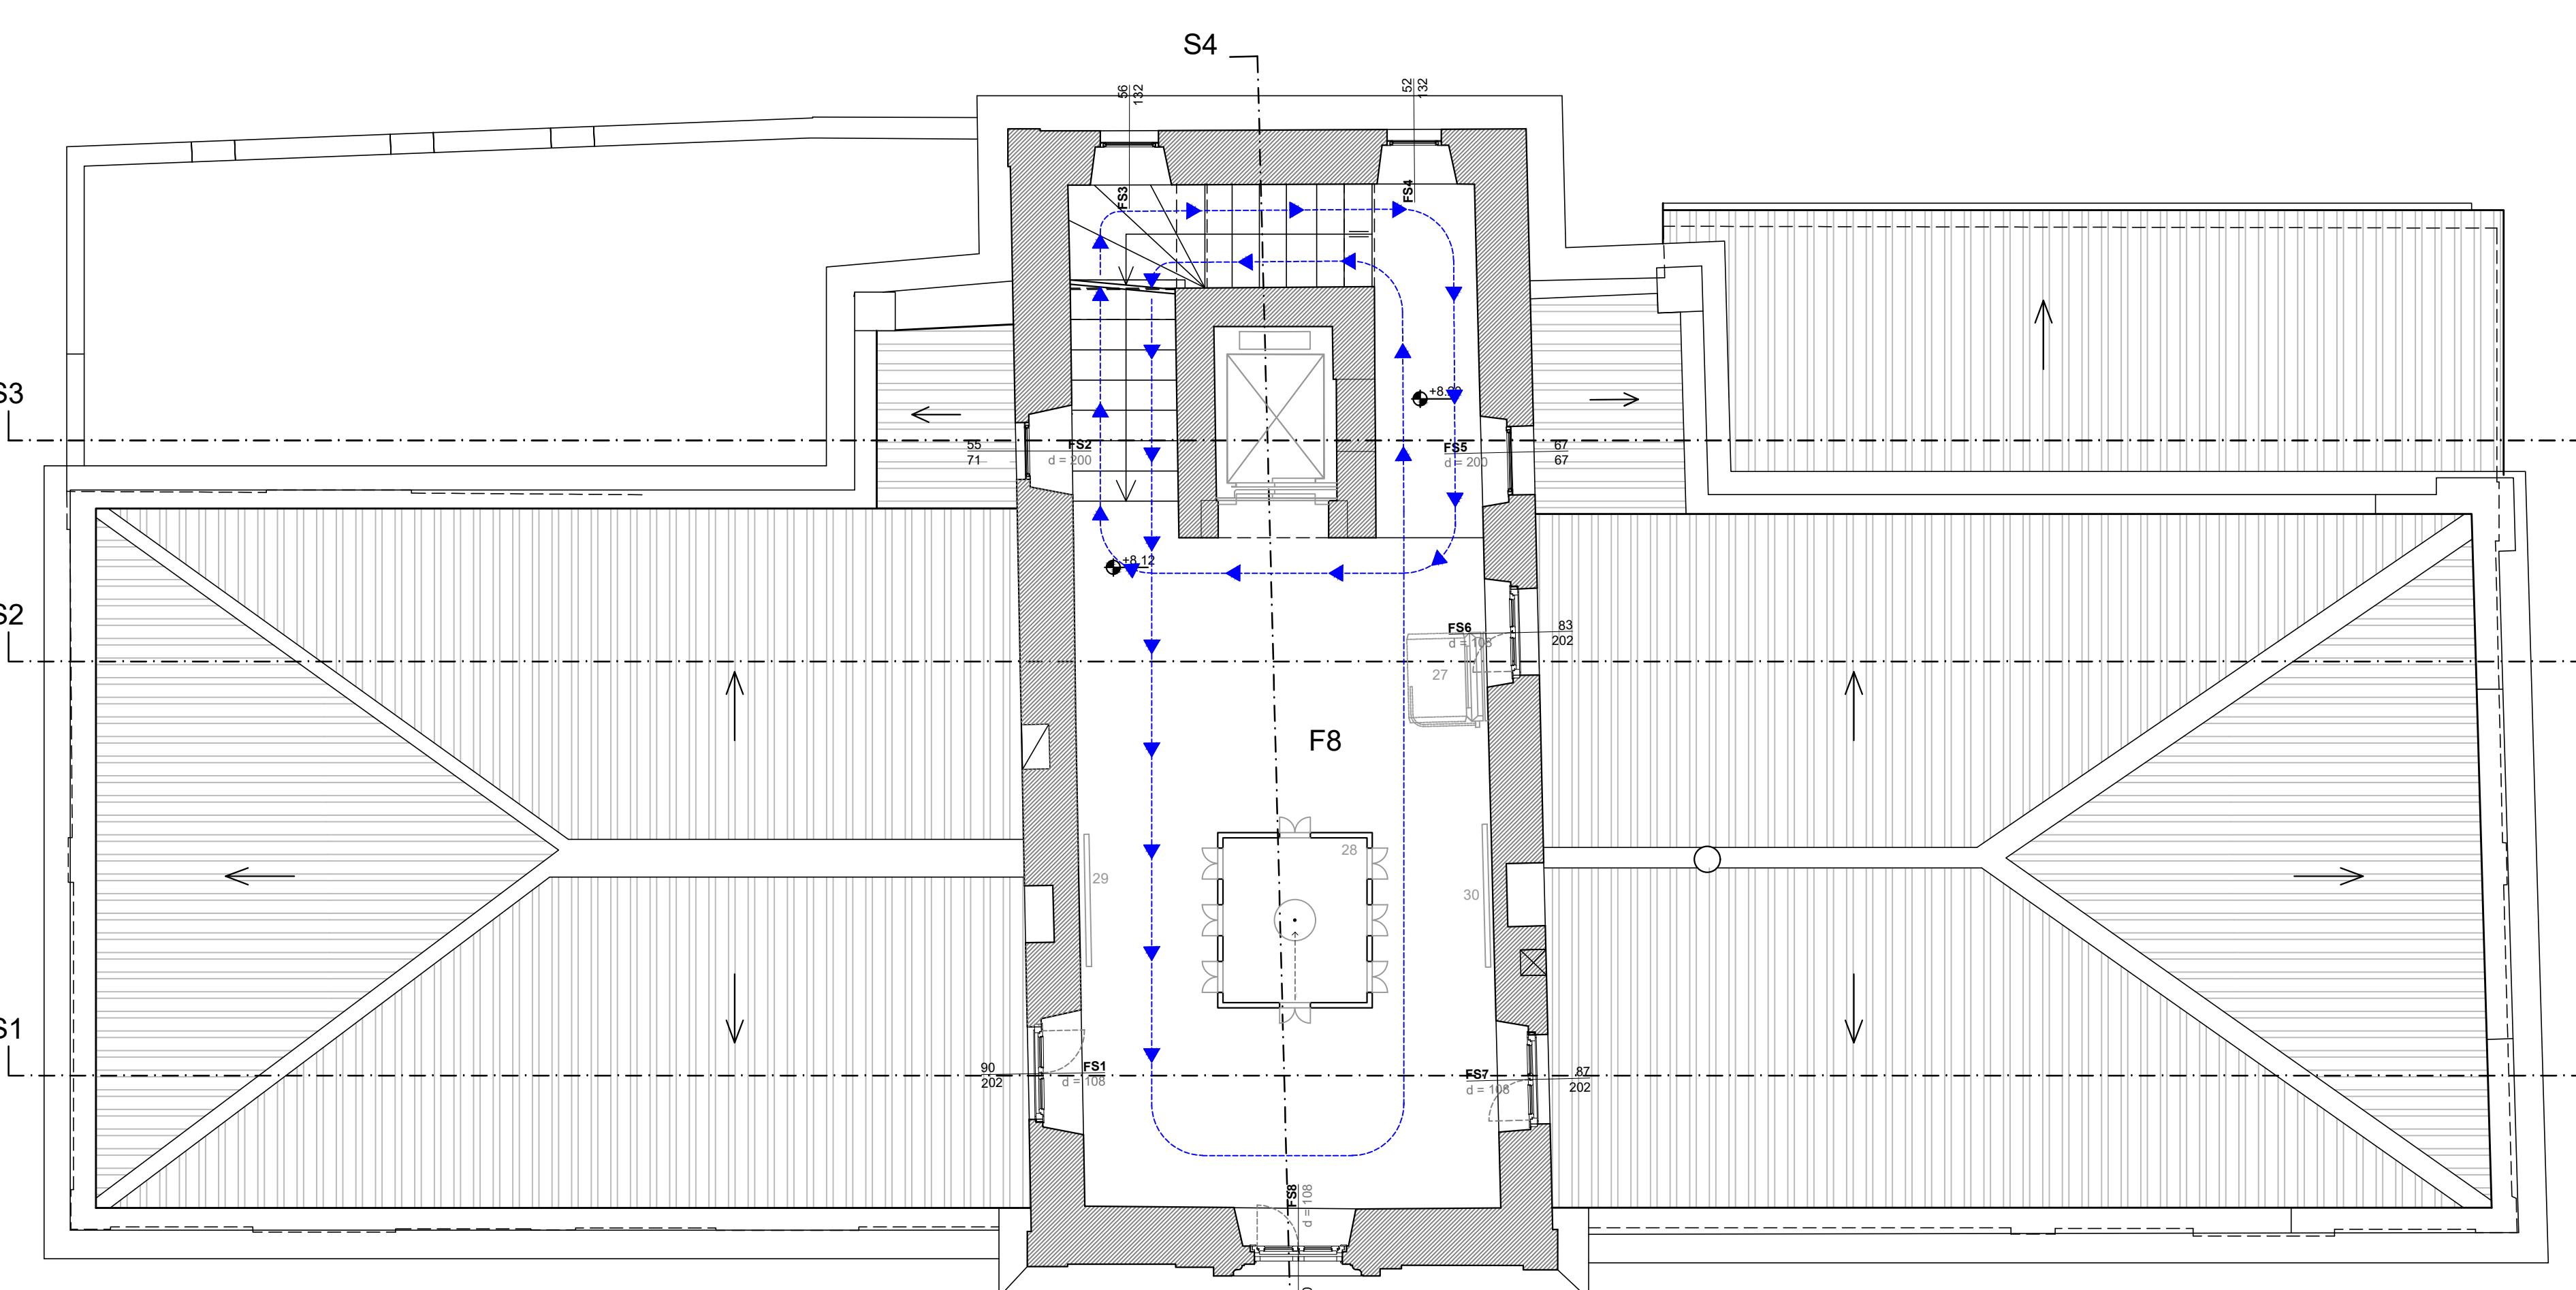 S4
56
132
52
132
FS3
FS4
S3
+8.
55
71
FS2
d = 200
FS5
d = 200
67
67
+8.12
S2
FS6
d = 108
83
202
27
F8
28
29
30
S1
90
202
FS1
d = 108
FS7
d = 108
87
202
FS8
d = 108